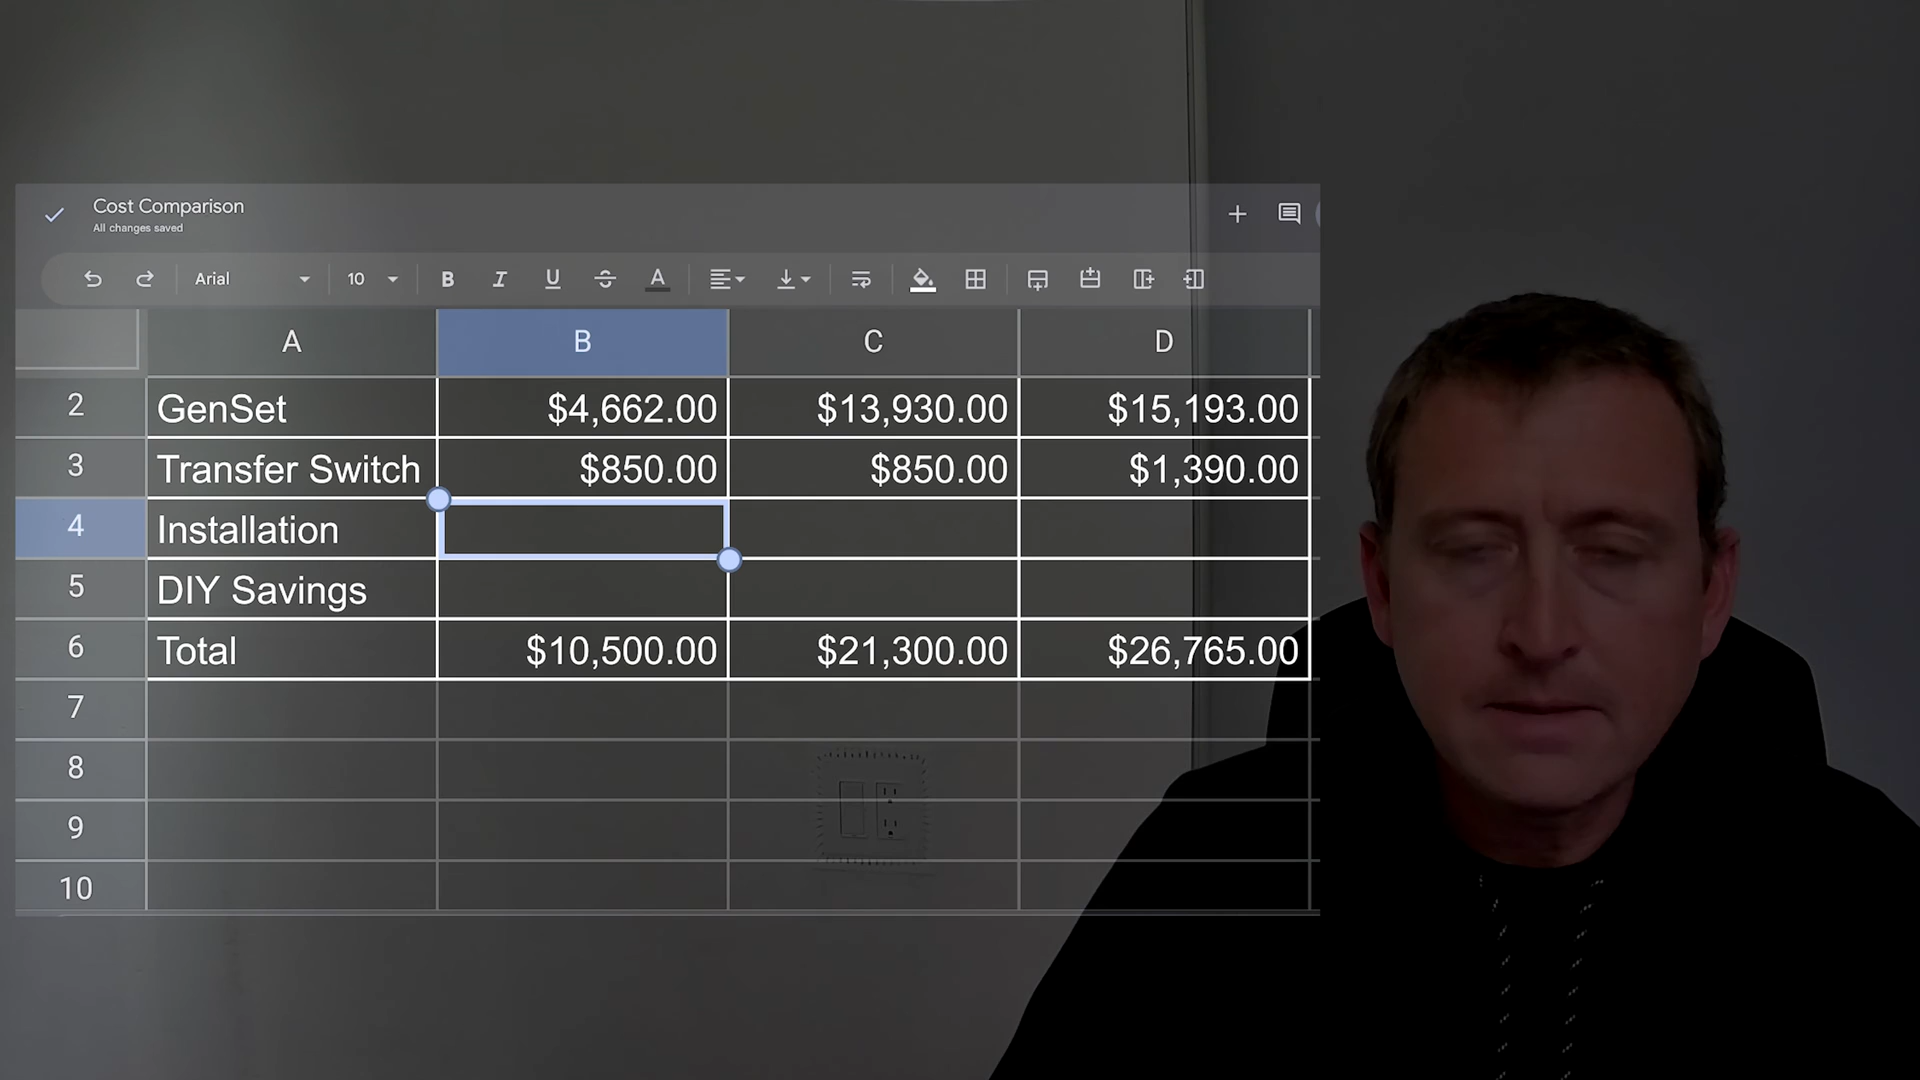 Cost Comparison
All changes saved
Arial 10 B I U S A
A B C D
2 GenSet $4,662.00 $13,930.00 $15,193.00
3 Transfer Switch $850.00 $850.00 $1,390.00
4 Installation
5 DIY Savings
6 Total $10,500.00 $21,300.00 $26,765.00
7
8
9
10